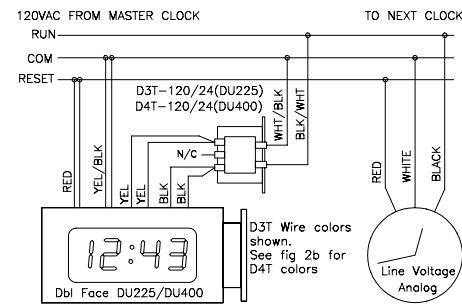 120VAC FROM MASTER CLOCK
TO NEXT CLOCK
RUN
COM
RESET
D3T-120/24(DU225)
D4T-120/24(DU400)
N/C
RED
YEL/BLK
YEL
YEL
BLK
BLK
WHT/BLK
BLK/WHT
RED
WHITE
BLACK
12:43
Dbl Face DU225/DU400
D3T Wire colors
shown.
See fig 2b for
D4T colors
Line Voltage
Analog